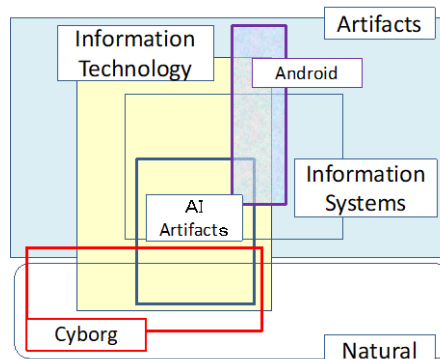 Artifacts
Information
Technology
Android
Information
Systems
AI
Artifacts
Cyborg
Natural